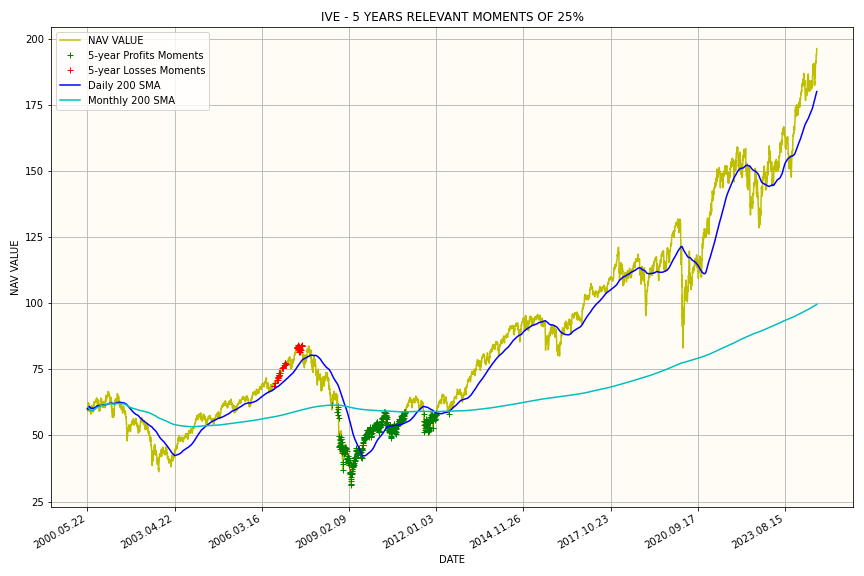 IVE - 5 YEARS RELEVANT MOMENTS OF 25%
NAV VALUE
5-year Profits Moments
5-year Losses Moments
Daily 200 SMA
Monthly 200 SMA
200
175
150
125
100
75
50
25
NAV VALUE
2000.05.22
2003.04.22
2006.03.16
2009.02.09
2012.01.03
2014.11.26
2017.10.23
2020.09.17
2023.08.15
DATE